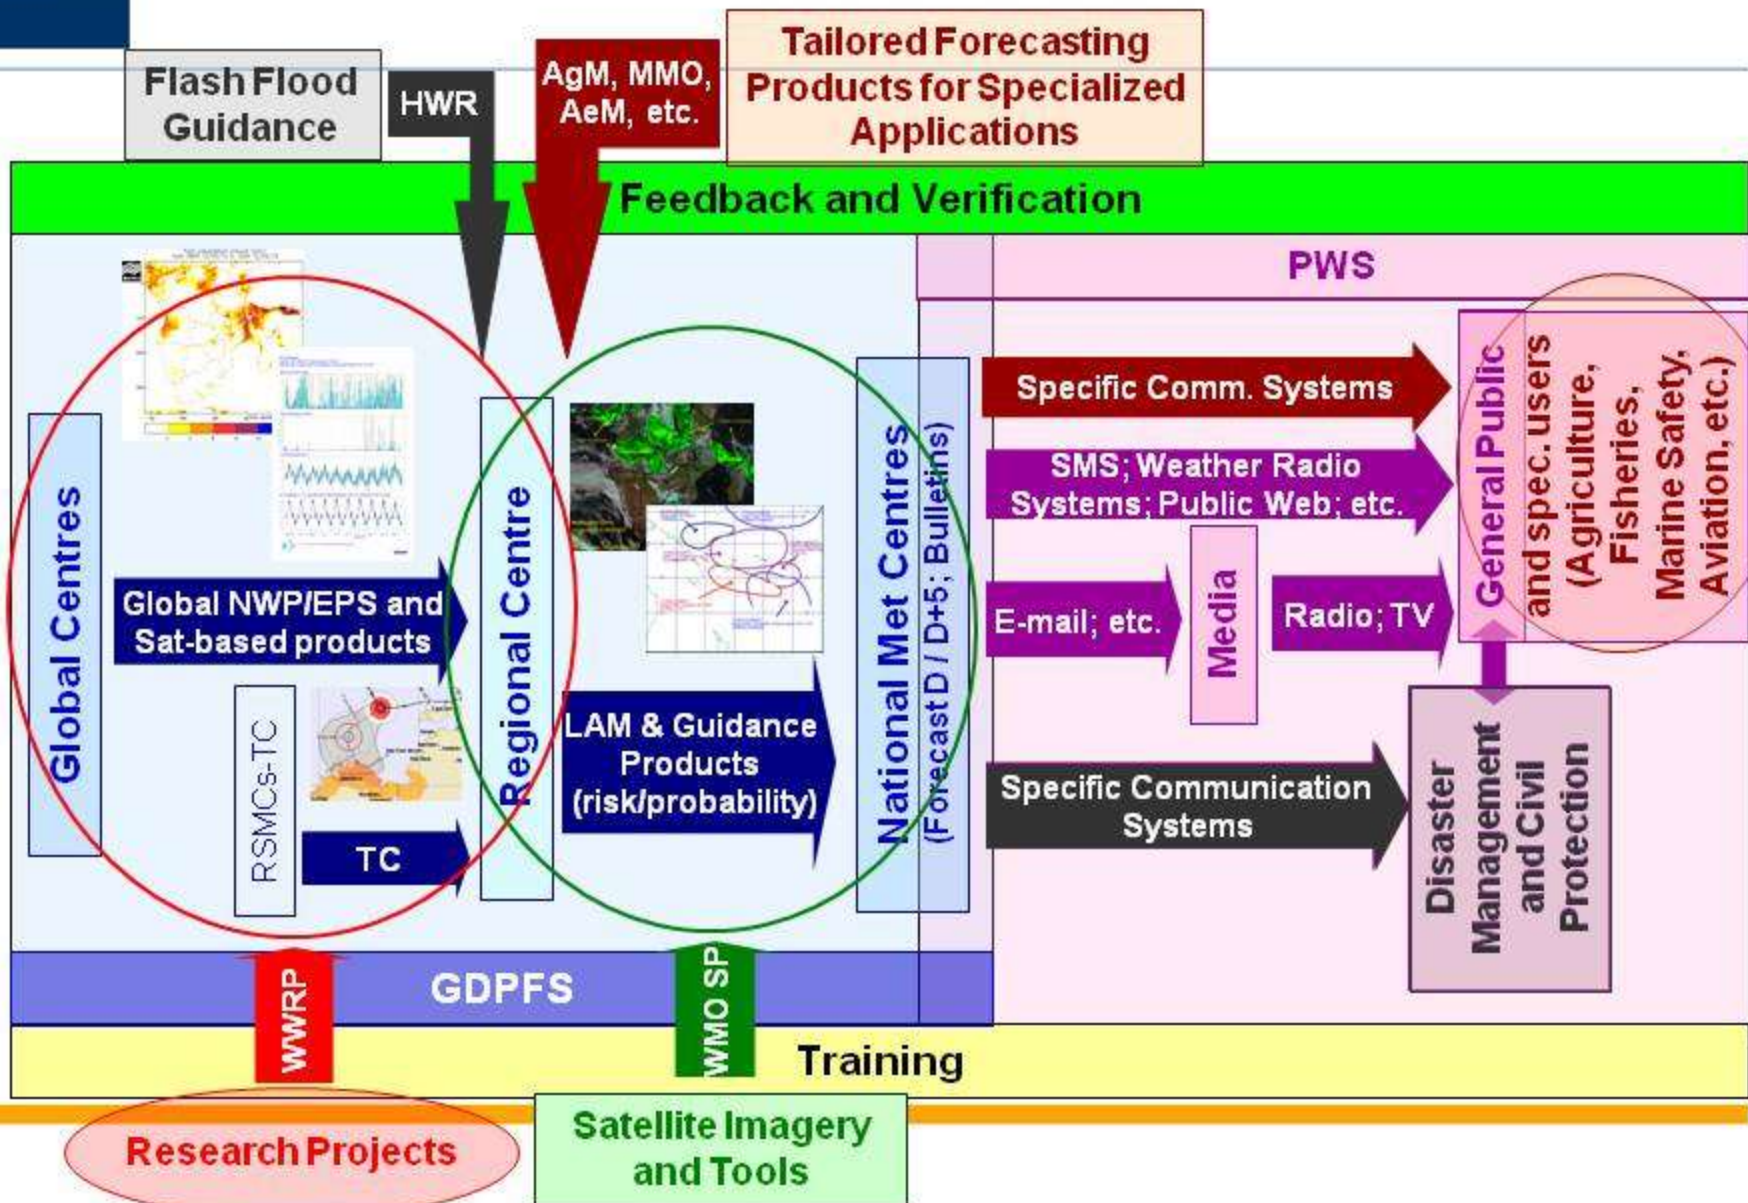 Flash Flood
Guidance
HWR
AgM, MMO,
AeM, etc.
Tailored Forecasting
Products for Specialized
Applications
Feedback and Verification
PWS
Global Centres
Global NWP/EPS and
Sat-based products
RSMCs-TC
TC
Regional Centre
LAM & Guidance
Products
(risk/probability)
National Met Centres
(Forecast D / D+5; Bulletins)
Specific Comm. Systems
SMS; Weather Radio
Systems; Public Web; etc.
E-mail; etc.
Media
Radio; TV
General Public
and spec. users
(Agriculture,
Fisheries,
Marine Safety,
Aviation, etc.)
Specific Communication
Systems
Disaster
Management
and Civil
Protection
GDPFS
WWRP
WMO SP
Training
Research Projects
Satellite Imagery
and Tools